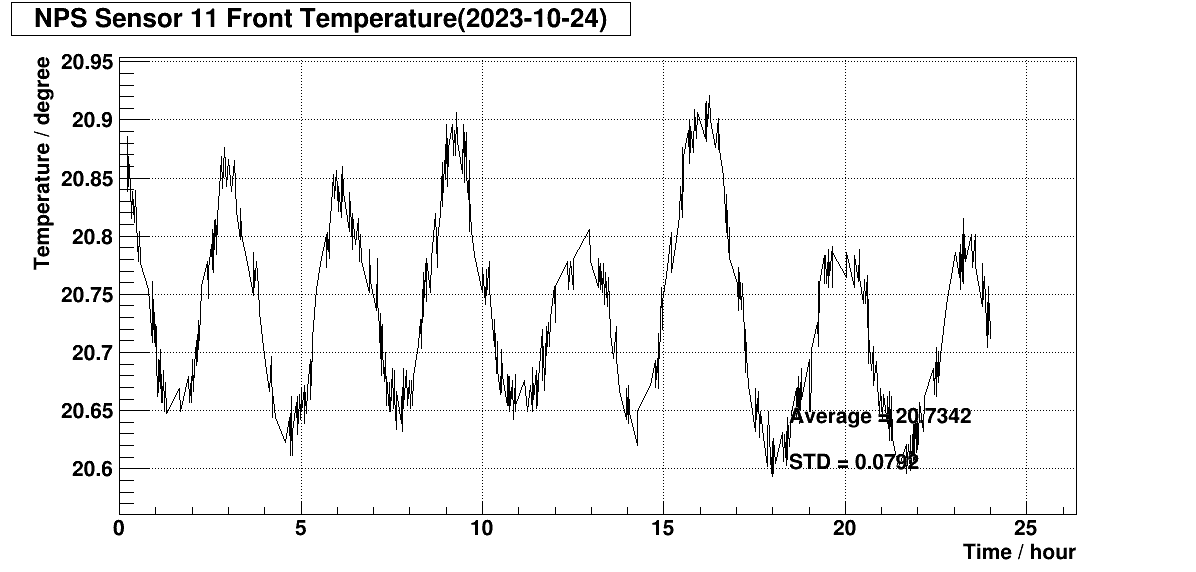 NPS Sensor 11 Front Temperature(2023-10-24)
Temperature / degree
20.95
20.9
20.85
20.8
20.75
20.7
20.65
20.6
Average = 20.7342
STD = 0.0792
0 5 10 15 20 25
Time / hour